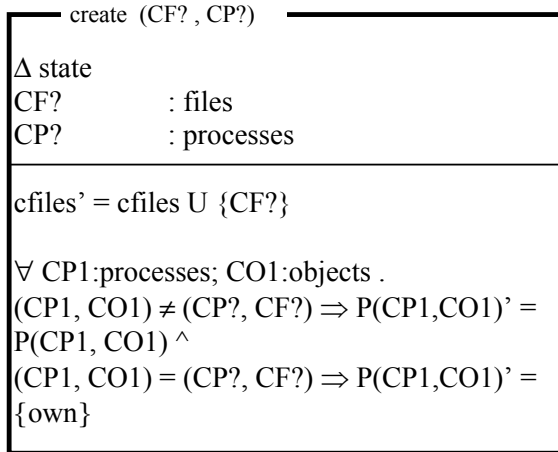 create (CF? , CP?)
Δ state
CF? : files
CP? : processes
cfiles’ = cfiles U {CF?}
∀ CP1:processes; CO1:objects .
(CP1, CO1) ≠ (CP?, CF?) ⇒ P(CP1,CO1)’ =
P(CP1, CO1) ^
(CP1, CO1) = (CP?, CF?) ⇒ P(CP1,CO1)’ =
{own}